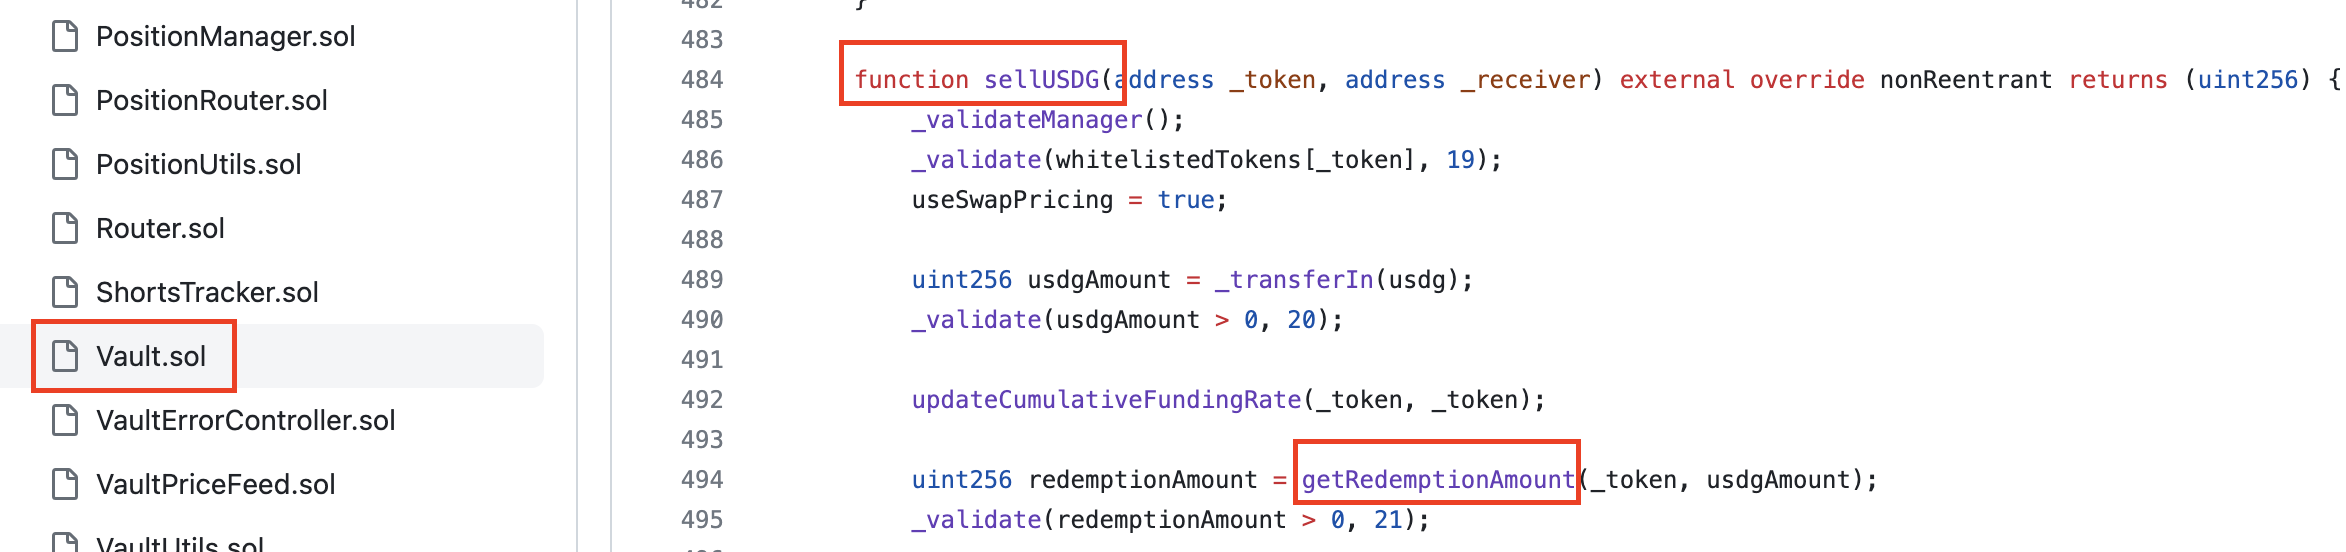 PositionManager.sol
PositionRouter.sol
PositionUtils.sol
Router.sol
ShortsTracker.sol
Vault.sol
VaultErrorController.sol
VaultPriceFeed.sol
VaultUtils.sol
482 }
483
484 function sellUSDG(address _token, address _receiver) external override nonReentrant returns (uint256) {
485 _validateManager();
486 _validate(whitelistedTokens[_token], 19);
487 useSwapPricing = true;
488
489 uint256 usdgAmount = _transferIn(usdg);
490 _validate(usdgAmount > 0, 20);
491
492 updateCumulativeFundingRate(_token, _token);
493
494 uint256 redemptionAmount = getRedemptionAmount(_token, usdgAmount);
495 _validate(redemptionAmount > 0, 21);